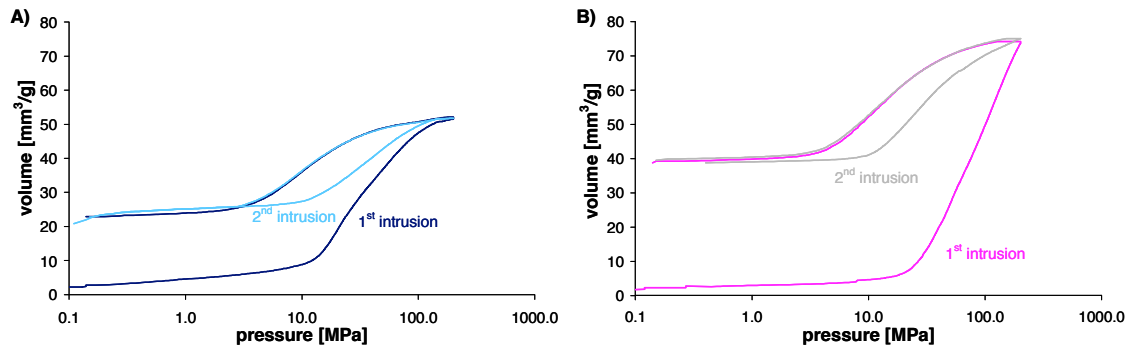 A)
volume [mm³/g]
80
70
60
50
40
30
20
10
0
2nd intrusion
1st intrusion
0.1 1.0 10.0 100.0 1000.0
pressure [MPa]
B)
volume [mm³/g]
80
70
60
50
40
30
20
10
0
2nd intrusion
1st intrusion
0.1 1.0 10.0 100.0 1000.0
pressure [MPa]